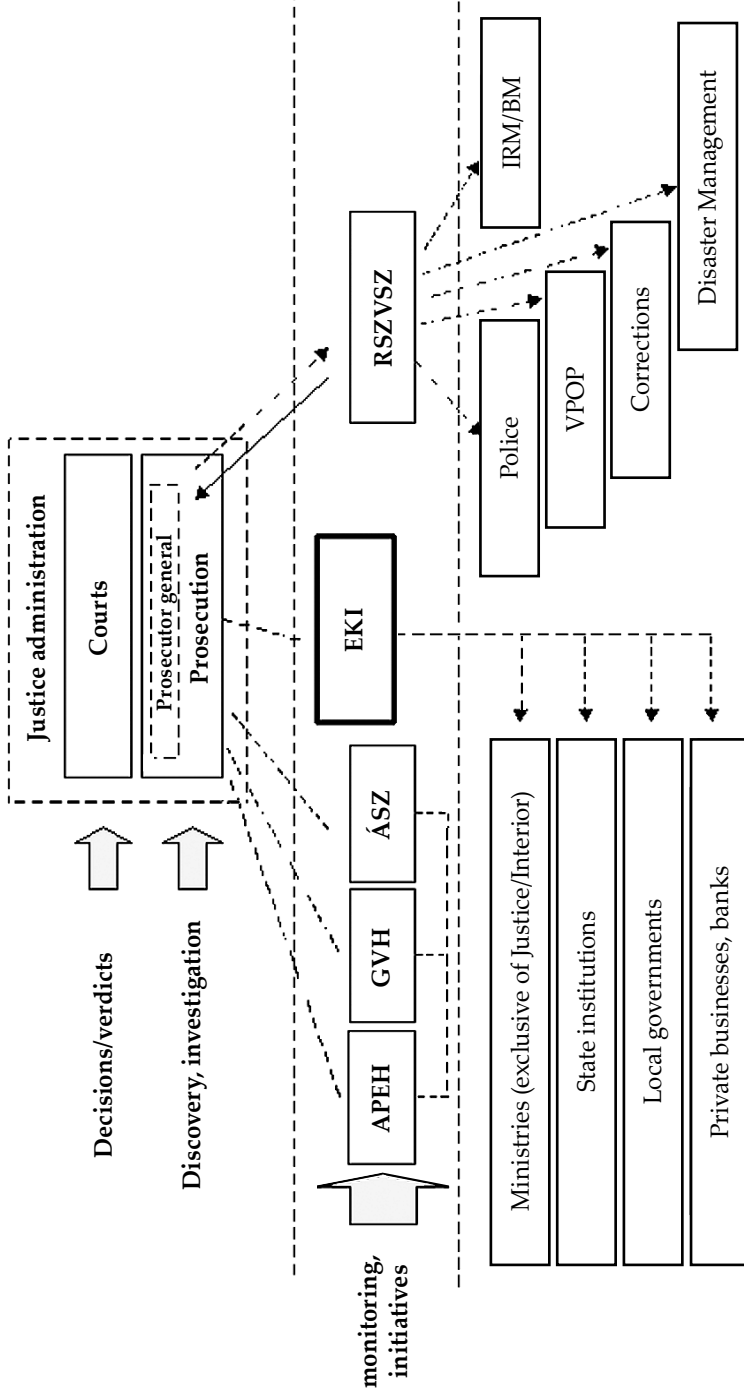 Justice administration
Decisions/verdicts
Courts
Discovery, investigation
Prosecutor general
Prosecution
monitoring,
initiatives
APEH
GVH
ÁSZ
EKI
RSZVSZ
Ministries (exclusive of Justice/Interior)
State institutions
Local governments
Private businesses, banks
Police
VPOP
Corrections
Disaster Management
IRM/BM